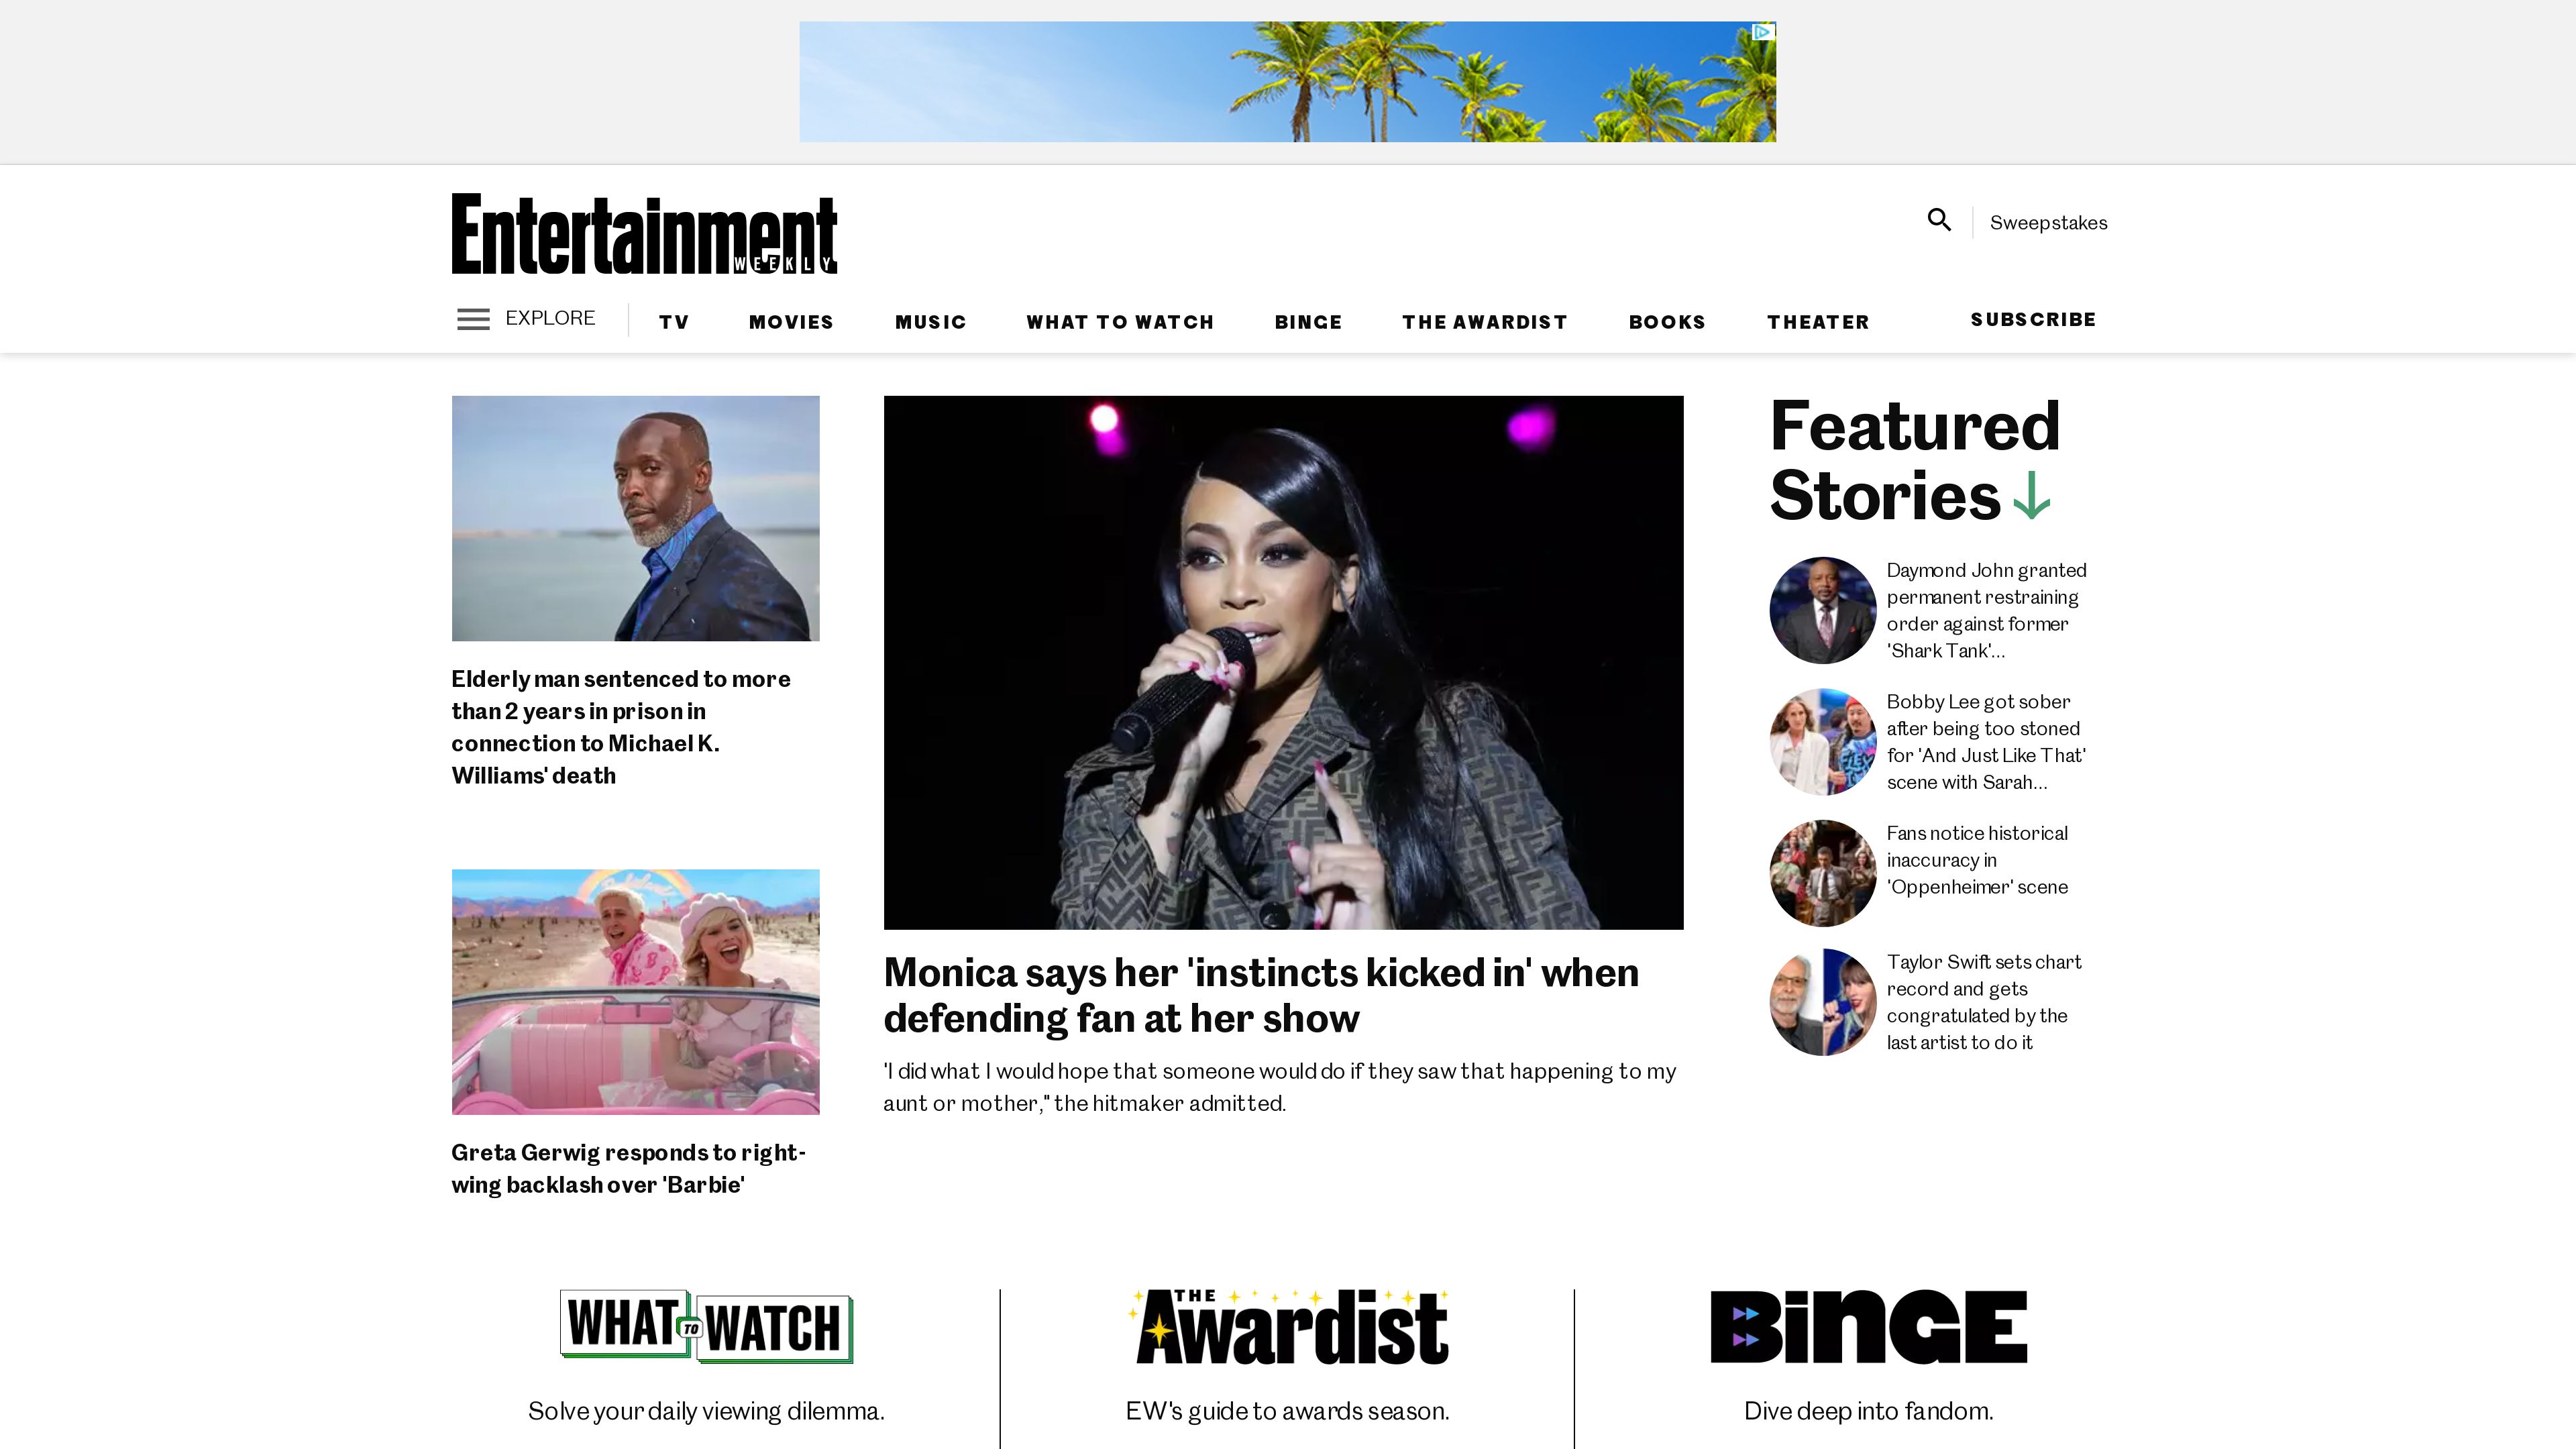 Entertainment
WEEKLY
Sweepstakes
EXPLORE
TV
MOVIES
MUSIC
WHAT TO WATCH
BINGE
THE AWARDIST
BOOKS
THEATER
SUBSCRIBE
Elderly man sentenced to more
than 2 years in prison in
connection to Michael K.
Williams' death
Greta Gerwig responds to right-
wing backlash over 'Barbie'
Monica says her 'instincts kicked in' when
defending fan at her show
'I did what I would hope that someone would do if they saw that happening to my
aunt or mother," the hitmaker admitted.
Featured
Stories
Daymond John granted
permanent restraining
order against former
'Shark Tank'...
Bobby Lee got sober
after being too stoned
for 'And Just Like That'
scene with Sarah...
Fans notice historical
inaccuracy in
'Oppenheimer' scene
Taylor Swift sets chart
record and gets
congratulated by the
last artist to do it
WHAT TO WATCH
Solve your daily viewing dilemma.
THE
Awardist
EW's guide to awards season.
BINGE
Dive deep into fandom.